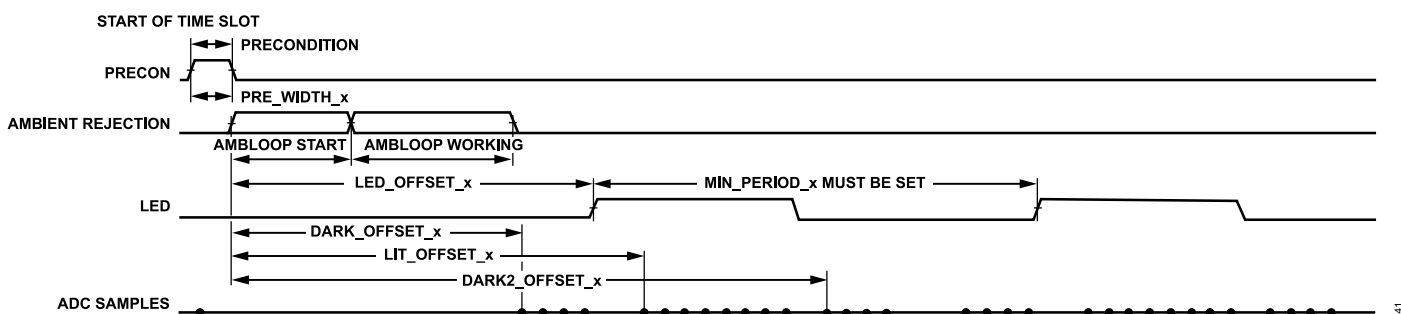 START OF TIME SLOT
PRECONDITION
PRECON
PRE_WIDTH_x
AMBIENT REJECTION
AMBLOOP START
AMBLOOP WORKING
LED_OFFSET_x
MIN_PERIOD_x MUST BE SET
LED
DARK_OFFSET_x
LIT_OFFSET_x
DARK2_OFFSET_x
ADC SAMPLES
41